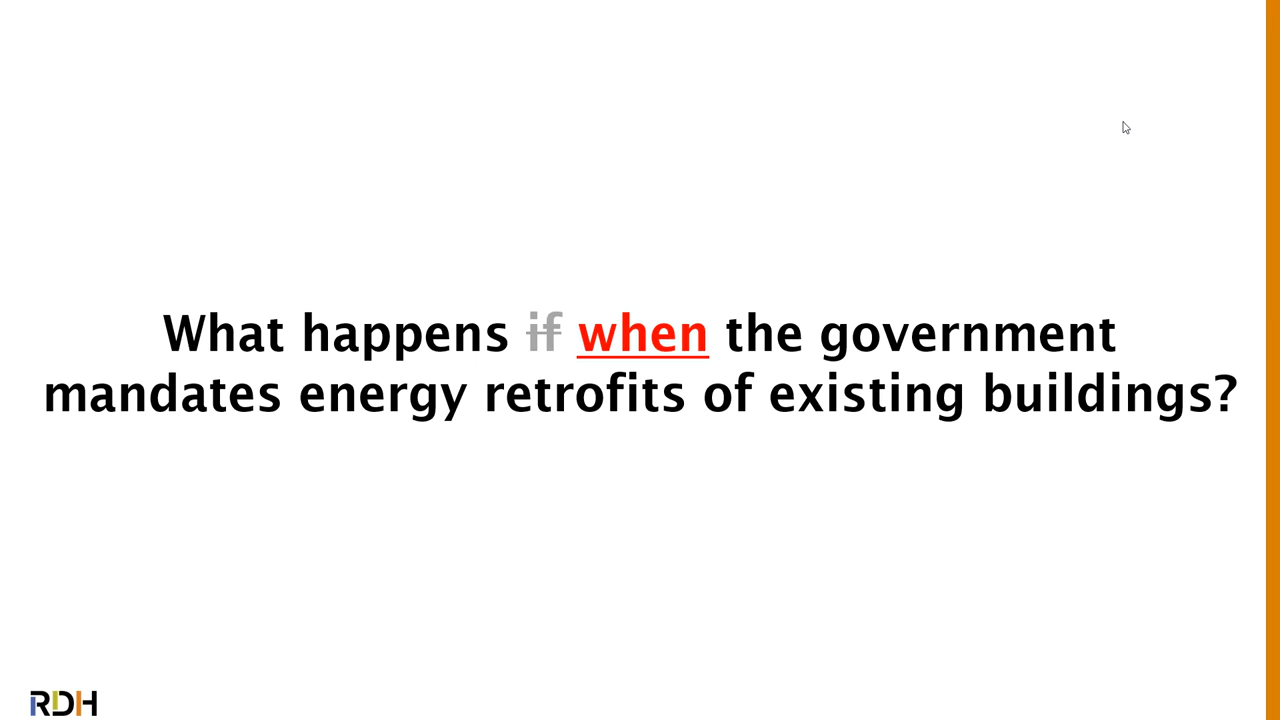 What happens if when the government
mandates energy retrofits of existing buildings?
RDH